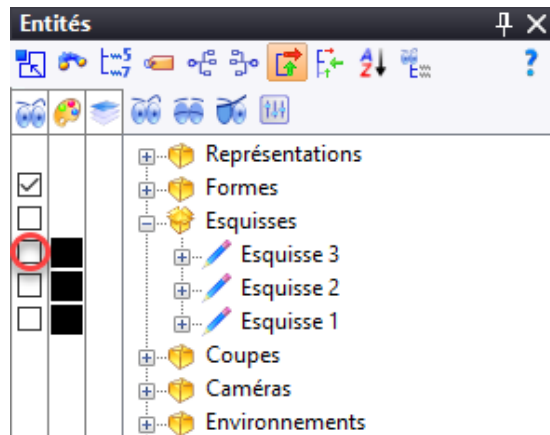 Entités
Représentations
Formes
Esquisses
Esquisse 3
Esquisse 2
Esquisse 1
Coupes
Caméras
Environnements